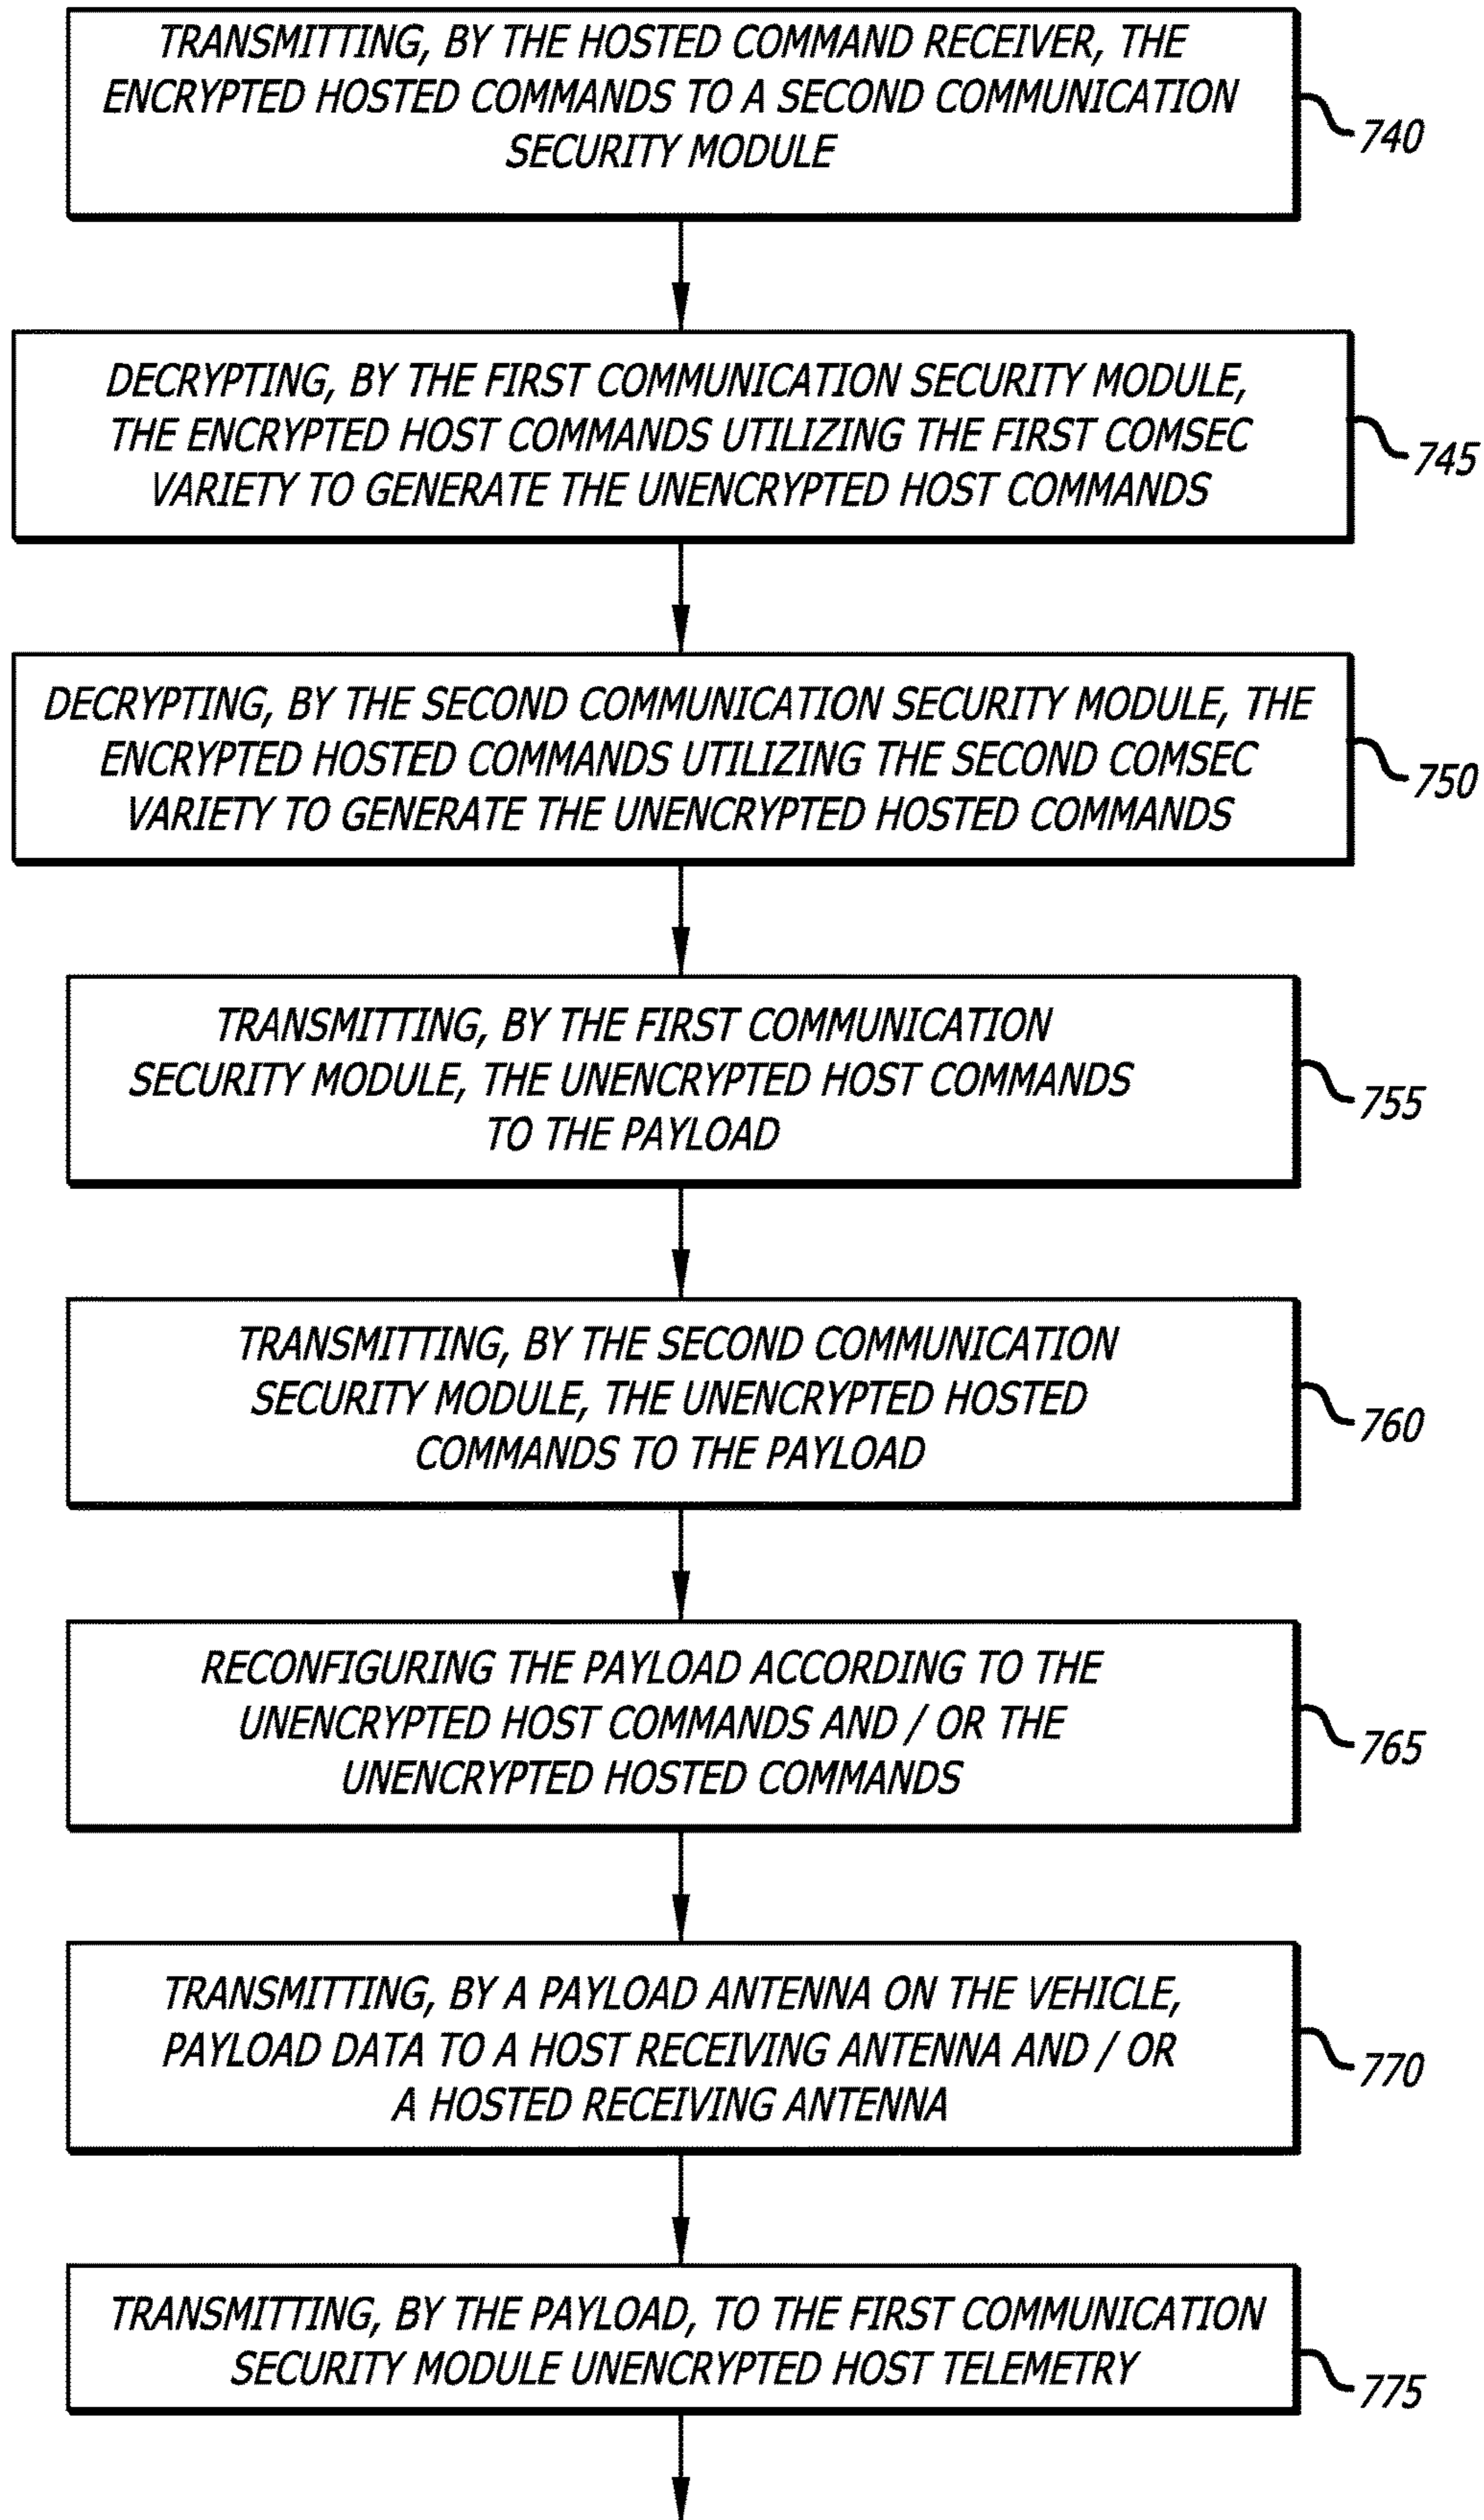 TRANSMITTING, BY THE HOSTED COMMAND RECEIVER, THE
ENCRYPTED HOSTED COMMANDS TO A SECOND COMMUNICATION
SECURITY MODULE
740
DECRYPTING, BY THE FIRST COMMUNICATION SECURITY MODULE,
THE ENCRYPTED HOST COMMANDS UTILIZING THE FIRST COMSEC
VARIETY TO GENERATE THE UNENCRYPTED HOST COMMANDS
745
DECRYPTING, BY THE SECOND COMMUNICATION SECURITY MODULE, THE
ENCRYPTED HOSTED COMMANDS UTILIZING THE SECOND COMSEC
VARIETY TO GENERATE THE UNENCRYPTED HOSTED COMMANDS
750
TRANSMITTING, BY THE FIRST COMMUNICATION
SECURITY MODULE, THE UNENCRYPTED HOST COMMANDS
TO THE PAYLOAD
755
TRANSMITTING, BY THE SECOND COMMUNICATION
SECURITY MODULE, THE UNENCRYPTED HOSTED
COMMANDS TO THE PAYLOAD
760
RECONFIGURING THE PAYLOAD ACCORDING TO THE
UNENCRYPTED HOST COMMANDS AND / OR THE
UNENCRYPTED HOSTED COMMANDS
765
TRANSMITTING, BY A PAYLOAD ANTENNA ON THE VEHICLE,
PAYLOAD DATA TO A HOST RECEIVING ANTENNA AND / OR
A HOSTED RECEIVING ANTENNA
770
TRANSMITTING, BY THE PAYLOAD, TO THE FIRST COMMUNICATION
SECURITY MODULE UNENCRYPTED HOST TELEMETRY
775